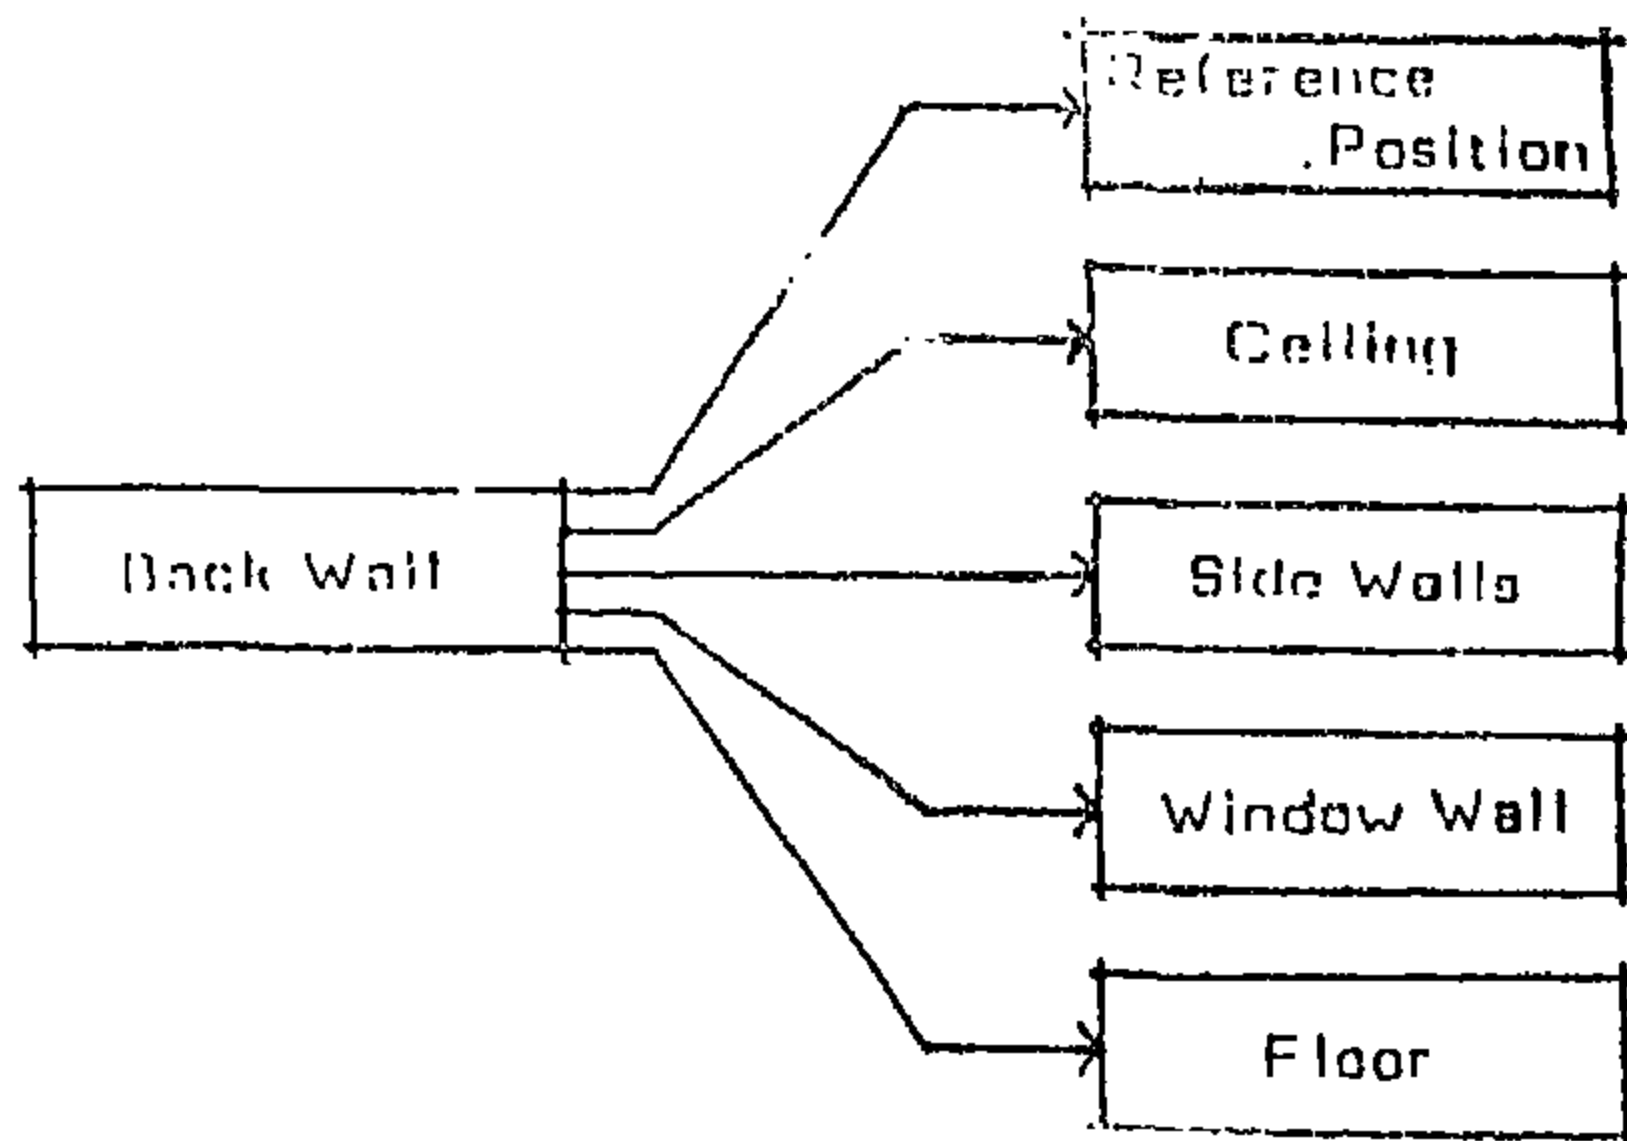 Reference
Position
Ceiling
Back Wall
Side Walls
Window Wall
Floor